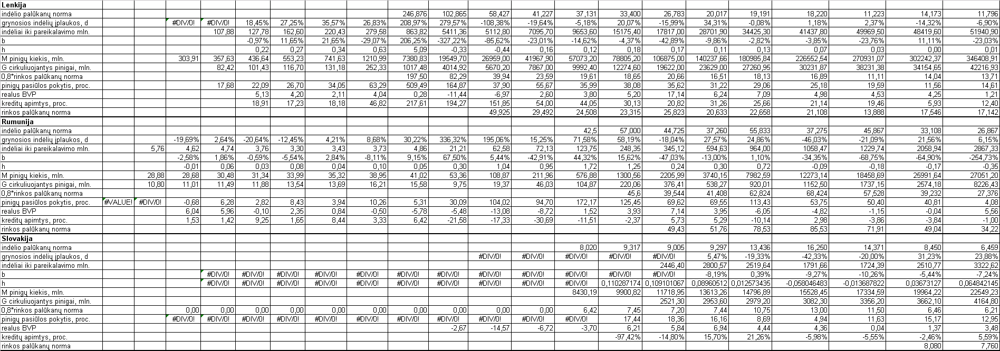 Lenkija
indėlio palūkanų norma 246,876 102,865 58,427 41,227 37,131 33,400 26,783 20,017 19,191 18,220 11,223 14,173 11,796
grynosios indėlių įplaukos, d #DIV/0! #DIV/0! 18,45% 27,25% 35,57% 26,83% 208,97% 279,57% -108,38% -19,64% -5,18% 20,07% -15,99% 34,31% -0,08% 1,18% 2,37% -14,32% -6,90%
indėliai iki pareikalavimo mln. 107,88 127,78 162,60 220,43 279,58 863,82 5411,36 5112,80 7095,70 9653,60 15175,40 17817,00 28701,90 34425,30 41437,80 49969,50 48419,60 51940,90
b -0,97% 11,65% 21,65% -29,07% 206,25% -327,22% -85,62% -23,01% -14,62% -4,37% -42,89% -9,86% -2,82% -3,85% -23,76% 11,11% -23,03%
h 0,22 0,27 0,34 0,63 5,09 -0,33 -0,44 0,16 0,12 0,18 0,17 0,11 0,13 0,07 0,03 0,00 0,01
M pinigų kiekis, mln. 303,91 357,63 436,64 553,23 741,63 1210,99 7380,83 19549,70 26959,00 41967,90 57073,20 78805,20 106875,00 140237,66 180985,84 226552,54 270931,07 302242,37 346408,91
G cirkuliuojantys pinigai, mln. 82,42 101,43 116,70 131,18 252,33 1017,48 4014,92 5670,20 7867,00 9992,40 12274,60 19622,00 23629,00 27260,95 30231,87 38231,38 34154,65 42216,93
0,8*rinkos palūkanų norma 197,50 82,29 39,94 23,59 19,61 18,65 20,66 16,51 18,13 16,89 11,11 14,04 13,71
pinigų pasiūlos pokytis, proc. 17,68 22,09 26,70 34,05 63,29 509,49 164,87 37,90 55,67 35,99 38,08 35,62 31,22 29,06 25,18 19,59 11,56 14,61
realus BVP 5,13 4,20 2,11 4,04 0,28 -11,44 -6,97 2,60 3,80 5,20 17,14 6,24 7,09 4,98 4,53 4,25 1,21
kreditų apimtys, proc. 18,91 17,23 18,18 46,82 217,61 194,27 151,85 54,00 44,05 30,13 20,82 31,26 25,66 21,14 19,46 5,93 12,40
rinkos palūkanų norma 49,925 29,492 24,508 23,315 25,823 20,633 22,658 21,108 13,888 17,546 17,142
Rumunija
indėlio palūkanų norma 42,5 57,000 44,725 37,260 55,833 37,275 45,867 33,108 26,867
grynosios indėlių įplaukos, d -19,69% 2,64% -20,64% -12,45% 4,21% 8,68% 30,22% 336,32% 195,06% 15,25% 71,58% 58,19% -18,04% 27,57% 24,86% -46,03% -21,09% 21,56% 6,15%
indėliai iki pareikalavimo mln. 5,76 4,62 4,74 3,76 3,30 3,43 3,73 4,86 21,21 62,58 72,13 123,75 248,35 345,12 594,63 964,00 1058,47 1229,74 2058,94 2867,33
b -2,58% 1,86% -0,59% -5,54% 2,84% -8,11% 9,15% 67,50% 5,44% -42,91% 44,32% 15,62% -47,03% -13,00% 1,10% -34,35% -68,75% -64,90% -254,73%
h -0,01 0,06 0,03 0,08 0,04 0,10 0,05 0,30 1,04 0,95 1,72 1,25 0,24 0,30 0,72 -0,09 -0,18 -0,17 -0,35
M pinigų kiekis, mln. 28,88 28,68 30,48 31,34 33,99 35,32 38,95 41,02 53,36 108,87 211,96 576,88 1300,56 2205,99 3740,15 7982,59 12273,14 18458,69 25991,64 27051,20
G cirkuliuojantys pinigai, mln. 10,80 11,01 11,49 11,88 13,54 13,69 16,21 15,58 9,75 19,37 46,03 104,87 220,06 376,41 538,27 920,01 1152,50 1737,15 2574,18 8226,43
0,8*rinkos palūkanų norma 45,6 39,544 41,408 62,824 68,424 57,528 39,232 27,376
pinigų pasiūlos pokytis, proc. #VALUE! #DIV/0! -0,68 6,28 2,82 8,43 3,94 10,26 5,31 30,09 104,02 94,70 172,17 125,45 69,62 69,55 113,43 53,75 50,40 40,81 4,08
realus BVP 6,04 5,96 -0,10 2,35 0,84 -0,50 -5,78 -5,48 -13,08 -8,72 1,52 3,93 7,14 3,95 -6,05 -4,82 -1,15 -0,04 5,56
kreditų apimtys, proc. 1,53 1,42 9,25 1,65 8,44 3,33 6,42 -21,58 -17,33 -30,69 -11,51 -2,37 5,73 5,29 -10,14 2,98 -3,86 -3,84 -1,00
rinkos palūkanų norma 49,43 51,76 78,53 85,53 71,91 49,04 34,22
Slovakija
indėlio palūkanų norma 8,020 9,317 9,005 9,297 13,436 16,250 14,371 8,450 6,459
grynosios indėlių įplaukos, d #DIV/0! #DIV/0! #DIV/0! #DIV/0! #DIV/0! 5,47% -19,33% -42,33% -20,00% 31,23% 23,88%
indėliai iki pareikalavimo mln. 2446,40 2800,57 2519,64 1791,66 1724,39 2510,77 3322,62
b #DIV/0! #DIV/0! #DIV/0! #DIV/0! #DIV/0! #DIV/0! #DIV/0! #DIV/0! #DIV/0! #DIV/0! #DIV/0! #DIV/0! -8,19% 0,39% -9,27% -10,26% -5,44% -7,24%
h #DIV/0! #DIV/0! #DIV/0! #DIV/0! #DIV/0! #DIV/0! #DIV/0! #DIV/0! #DIV/0! #DIV/0! 0,110287174 0,109101067 0,08960512 0,012573435 -0,058046483 -0,013687822 0,03673127 0,064842145
M pinigų kiekis, mln. 8430,19 9900,82 11718,95 13613,26 14796,89 15528,45 17334,59 19964,22 22549,23
G cirkuliuojantys pinigai, mln. 2521,30 2953,60 2979,20 3082,30 3356,20 3662,10 4164,80
0,8*rinkos palūkanų norma 0,00 0,00 0,00 0,00 0,00 0,00 0,00 0,00 0,00 0,00 6,42 7,45 7,20 7,44 10,75 13,00 11,50 6,46 6,21
pinigų pasiūlos pokytis, proc. #DIV/0! #DIV/0! #DIV/0! #DIV/0! #DIV/0! #DIV/0! #DIV/0! #DIV/0! #DIV/0! #DIV/0! #DIV/0! 17,44 18,36 16,16 8,69 4,94 11,63 15,17 12,95
realus BVP -2,67 -14,57 -6,72 -3,70 6,21 5,84 6,94 4,44 4,36 0,04 1,37 3,48
kreditų apimtys, proc. -97,42% -14,80% 15,70% 21,26% -5,98% -5,55% -2,46% 5,59%
rinkos palūkanų norma 8,080 7,760